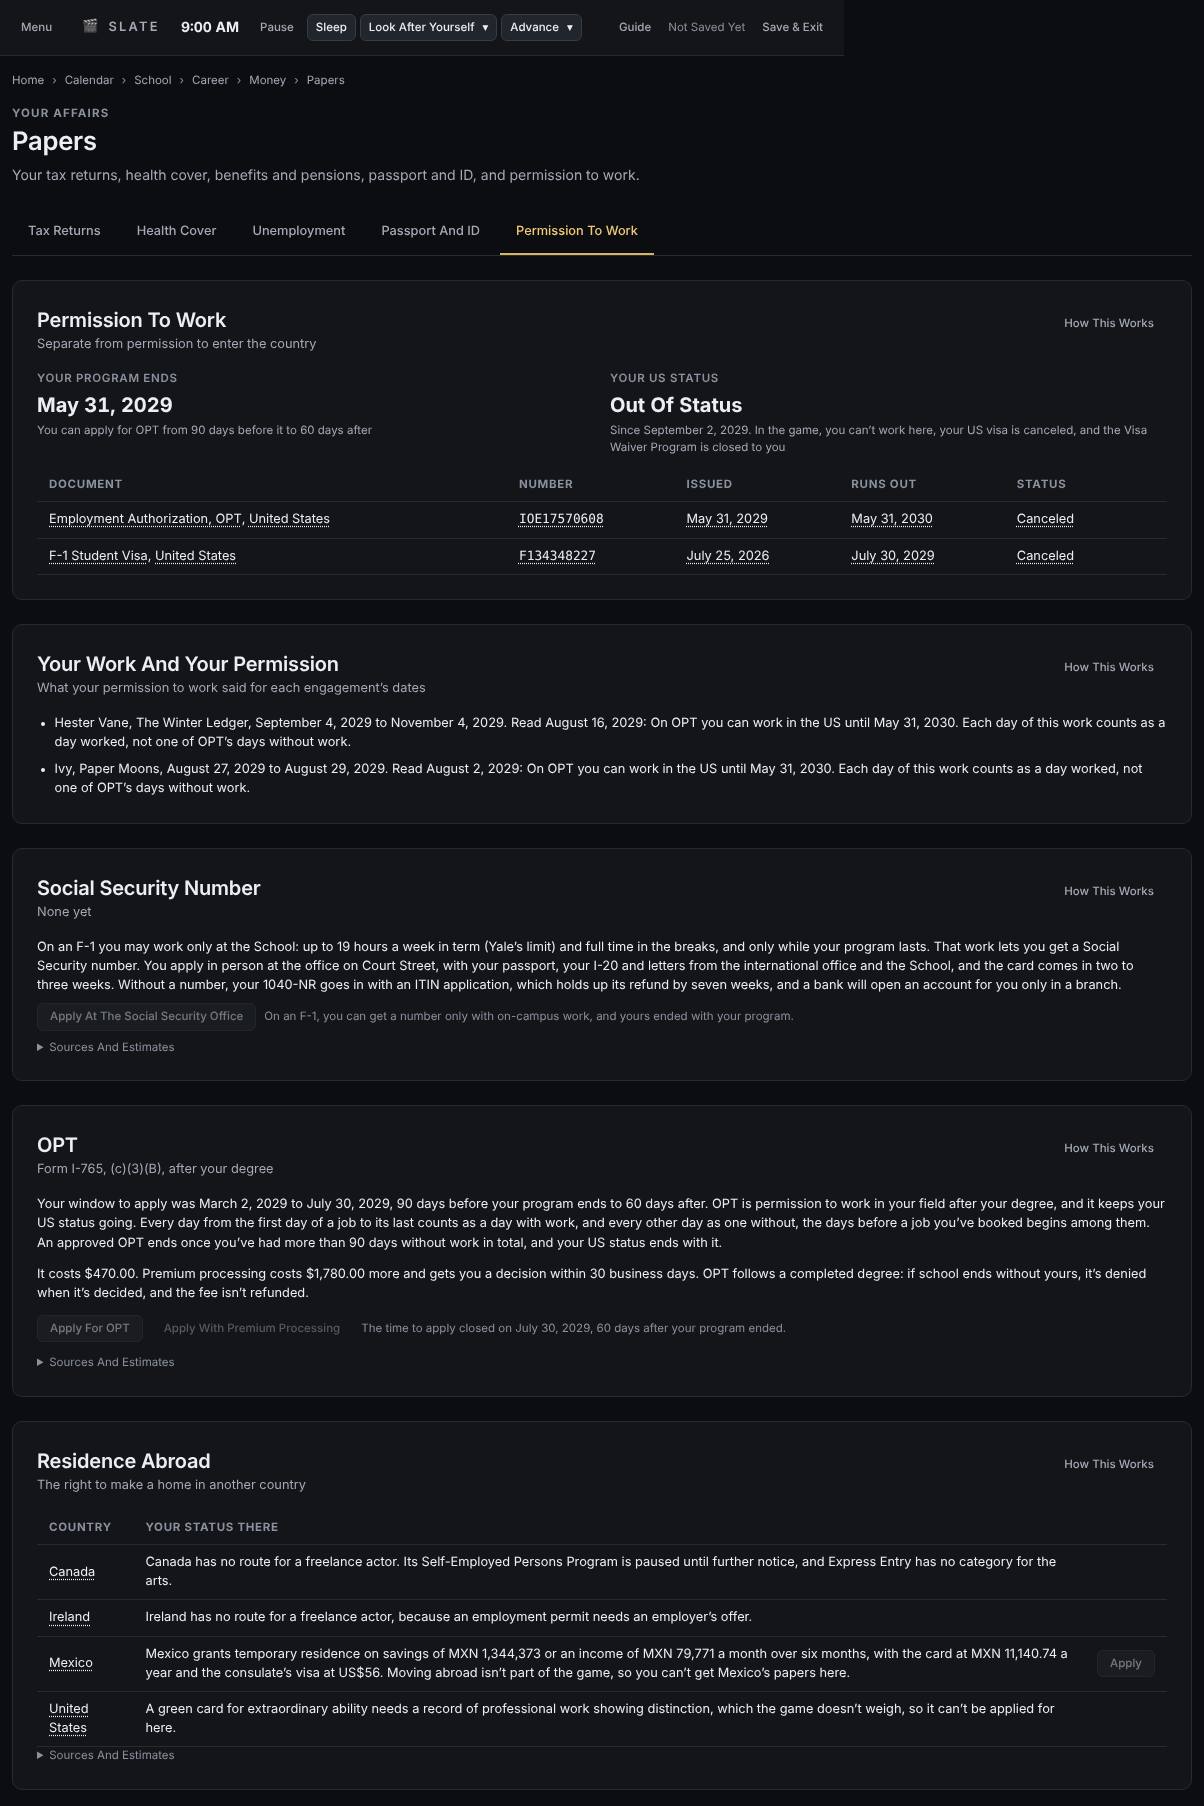 Menu SLATE 9:00 AM Pause Sleep Look After Yourself ▾ Advance ▾ Guide Not Saved Yet Save & Exit
Home › Calendar › School › Career › Money › Papers
YOUR AFFAIRS
Papers
Your tax returns, health cover, benefits and pensions, passport and ID, and permission to work.
Tax Returns Health Cover Unemployment Passport And ID Permission To Work
Permission To Work How This Works
Separate from permission to enter the country
YOUR PROGRAM ENDS YOUR US STATUS
May 31, 2029 Out Of Status
You can apply for OPT from 90 days before it to 60 days after Since September 2, 2029. In the game, you can’t work here, your US visa is canceled, and the Visa
Waiver Program is closed to you
DOCUMENT NUMBER ISSUED RUNS OUT STATUS
Employment Authorization, OPT, United States IOE17570608 May 31, 2029 May 31, 2030 Canceled
F-1 Student Visa, United States F134348227 July 25, 2026 July 30, 2029 Canceled
Your Work And Your Permission How This Works
What your permission to work said for each engagement’s dates
• Hester Vane, The Winter Ledger, September 4, 2029 to November 4, 2029. Read August 16, 2029: On OPT you can work in the US until May 31, 2030. Each day of this work counts as a
day worked, not one of OPT’s days without work.
• Ivy, Paper Moons, August 27, 2029 to August 29, 2029. Read August 2, 2029: On OPT you can work in the US until May 31, 2030. Each day of this work counts as a day worked, not
one of OPT’s days without work.
Social Security Number How This Works
None yet
On an F-1 you may work only at the School: up to 19 hours a week in term (Yale’s limit) and full time in the breaks, and only while your program lasts. That work lets you get a Social
Security number. You apply in person at the office on Court Street, with your passport, your I-20 and letters from the international office and the School, and the card comes in two to
three weeks. Without a number, your 1040-NR goes in with an ITIN application, which holds up its refund by seven weeks, and a bank will open an account for you only in a branch.
Apply At The Social Security Office On an F-1, you can get a number only with on-campus work, and yours ended with your program.
▶ Sources And Estimates
OPT How This Works
Form I-765, (c)(3)(B), after your degree
Your window to apply was March 2, 2029 to July 30, 2029, 90 days before your program ends to 60 days after. OPT is permission to work in your field after your degree, and it keeps your
US status going. Every day from the first day of a job to its last counts as a day with work, and every other day as one without, the days before a job you’ve booked begins among them.
An approved OPT ends once you’ve had more than 90 days without work in total, and your US status ends with it.
It costs $470.00. Premium processing costs $1,780.00 more and gets you a decision within 30 business days. OPT follows a completed degree: if school ends without yours, it’s denied
when it’s decided, and the fee isn’t refunded.
Apply For OPT Apply With Premium Processing The time to apply closed on July 30, 2029, 60 days after your program ended.
▶ Sources And Estimates
Residence Abroad How This Works
The right to make a home in another country
COUNTRY YOUR STATUS THERE
Canada Canada has no route for a freelance actor. Its Self-Employed Persons Program is paused until further notice, and Express Entry has no category for the
arts.
Ireland Ireland has no route for a freelance actor, because an employment permit needs an employer’s offer.
Mexico Mexico grants temporary residence on savings of MXN 1,344,373 or an income of MXN 79,771 a month over six months, with the card at MXN 11,140.74 a
year and the consulate’s visa at US$56. Moving abroad isn’t part of the game, so you can’t get Mexico’s papers here. Apply
United States A green card for extraordinary ability needs a record of professional work showing distinction, which the game doesn’t weigh, so it can’t be applied for
here.
▶ Sources And Estimates